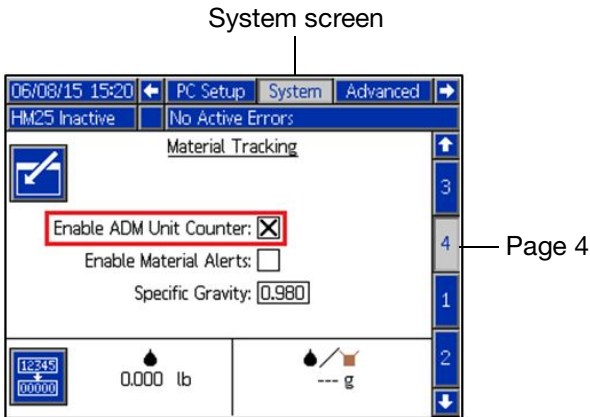 System screen
06/08/15 15:20 PC Setup System Advanced
HM25 Inactive No Active Errors
Material Tracking
3
Enable ADM Unit Counter:
4
Page 4
Enable Material Alerts:
Specific Gravity: 0.980
1
2
12345
00000
0.000 lb
/
--- g